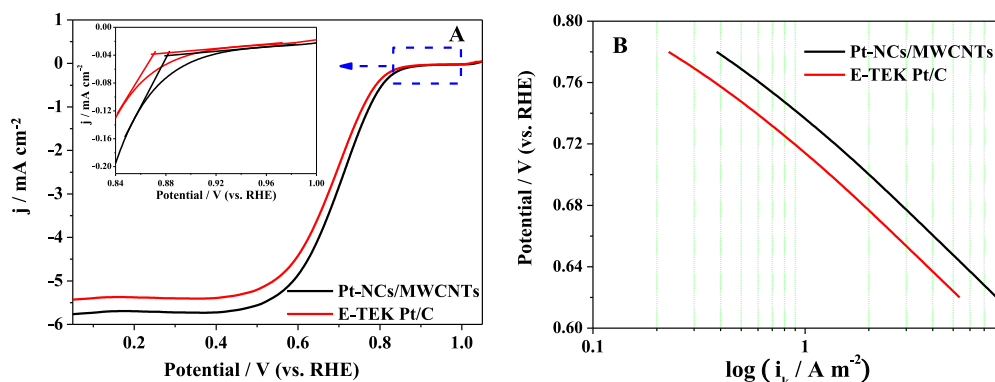 A
j / mA cm-2
0
-1
-2
-3
-4
-5
-6
0.2
0.4
0.6
0.8
1.0
Potential / V (vs. RHE)
Pt-NCs/MWCNTs
E-TEK Pt/C
j / mA cm-2
0.00
-0.04
-0.08
-0.12
-0.16
-0.20
0.84
0.88
0.92
0.96
1.00
Potential / V (vs. RHE)
B
Pt-NCs/MWCNTs
E-TEK Pt/C
Potential / V (vs. RHE)
0.80
0.76
0.72
0.68
0.64
0.60
0.1
1
log ( ik / A m-2)